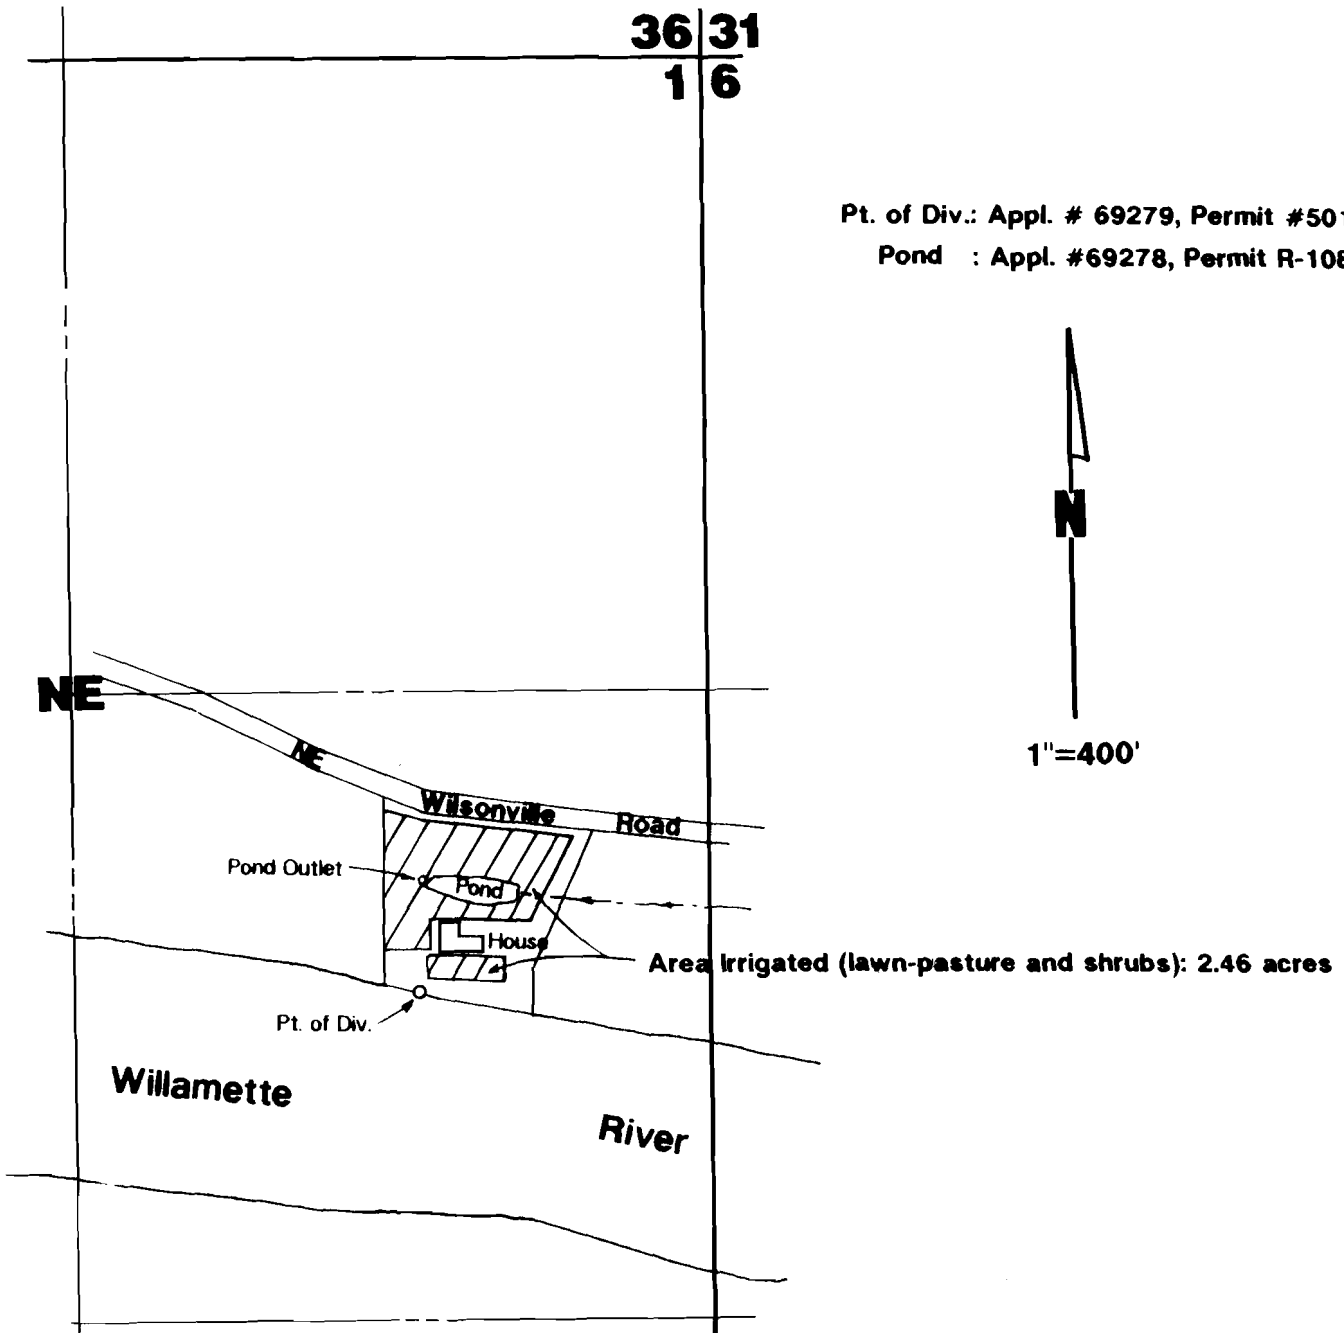 36 31
1 6
Pt. of Div.: Appl. # 69279, Permit #501
Pond : Appl. #69278, Permit R-108
N
1"=400'
NE
NE Wilsonville Road
Pond Outlet
Pond
House
Area Irrigated (lawn-pasture and shrubs): 2.46 acres
Pt. of Div.
Willamette River